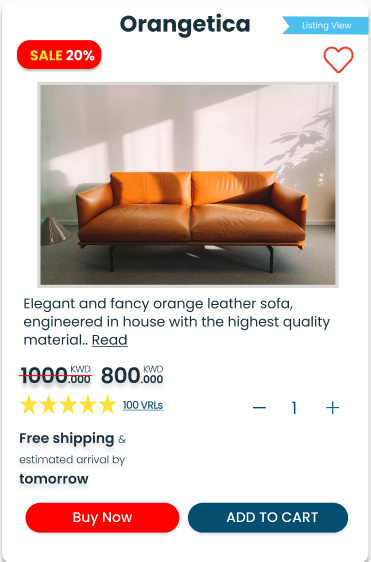 Orangetica
Listing View
SALE 20%
Elegant and fancy orange leather sofa,
engineered in house with the highest quality
material.. Read
1000 KWD .000 800 KWD .000
100 VRLs
1
Free shipping &
estimated arrival by
tomorrow
Buy Now ADD TO CART